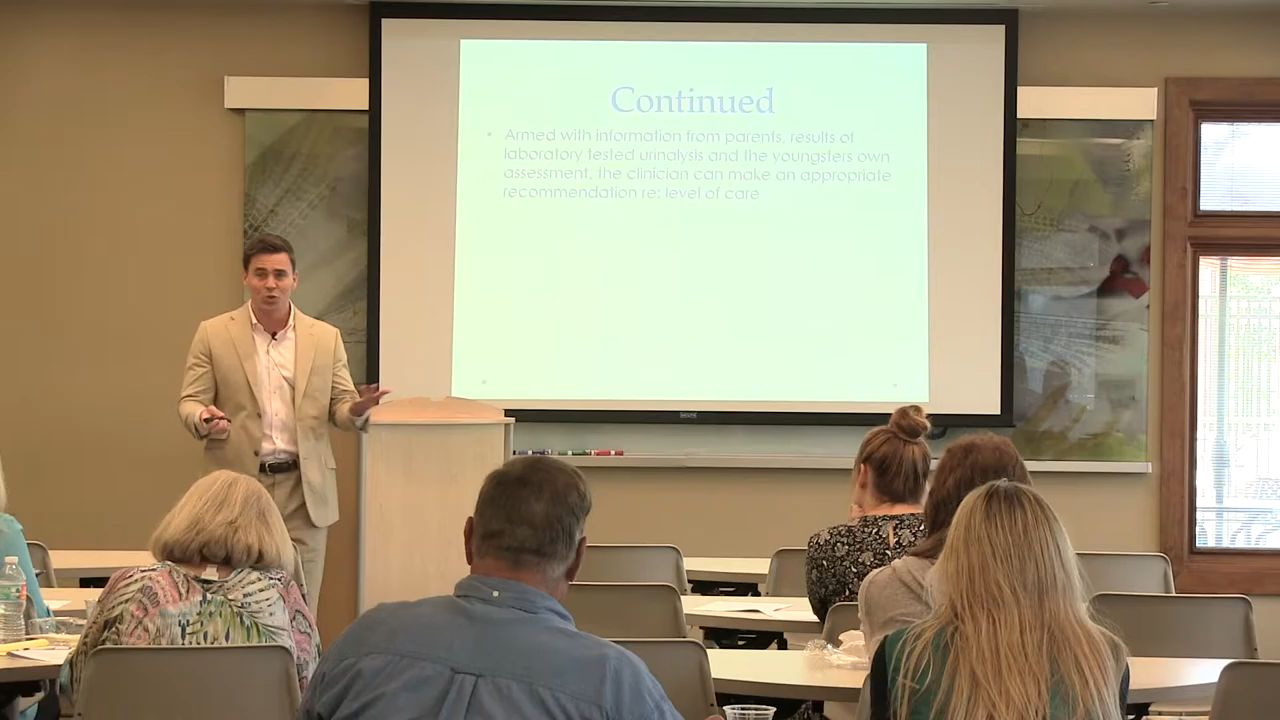 Continued
• Armed with information from parents, results of
laboratory tested urinalysis and the youngsters own
assessment, the clinician can make an appropriate
recommendation re: level of care